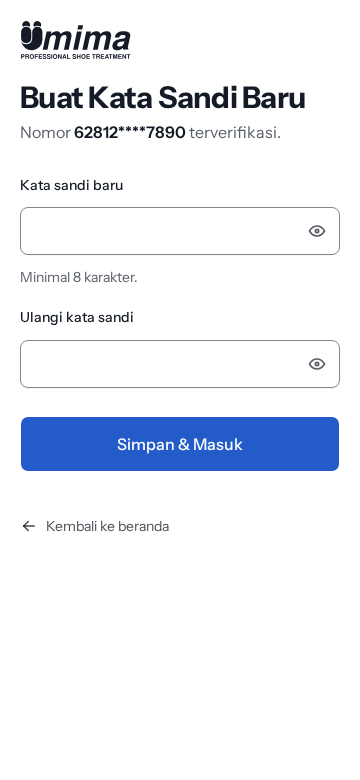 Umima
PROFESSIONAL SHOE TREATMENT
Buat Kata Sandi Baru
Nomor 62812****7890 terverifikasi.
Kata sandi baru
Minimal 8 karakter.
Ulangi kata sandi
Simpan & Masuk
Kembali ke beranda